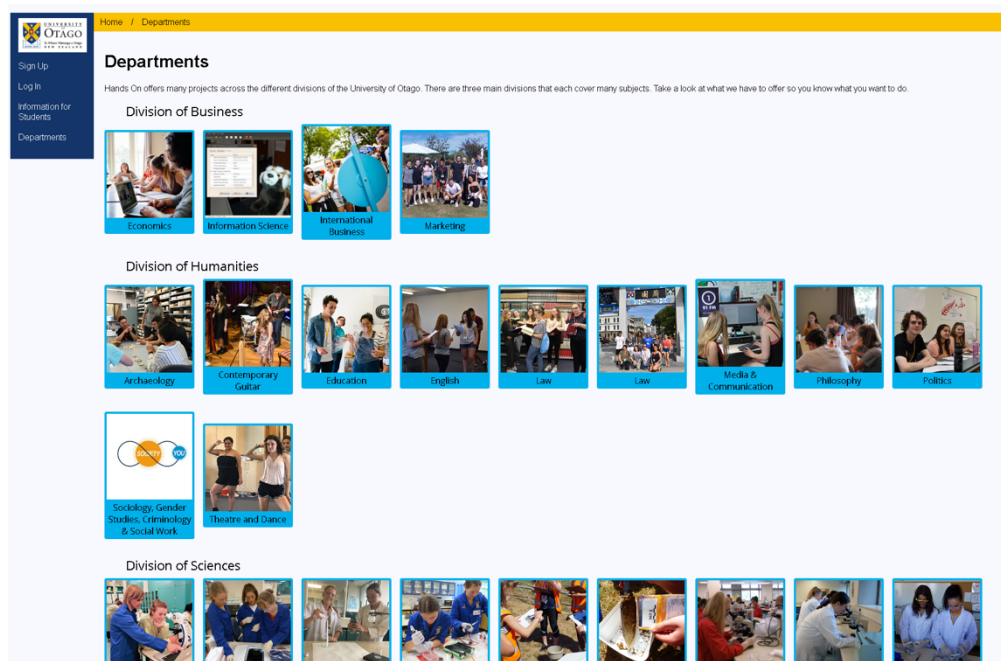 UNIVERSITY
OTAGO
NEW ZEALAND
Home / Departments
Sign Up
Log In
Information for
Students
Departments
Departments
Hands On offers many projects across the different divisions of the University of Otago. There are three main divisions that each cover many subjects. Take a look at what we have to offer so you know what you want to do.
Division of Business
Economics
Information Science
International
Business
Marketing
Division of Humanities
Archaeology
Contemporary
Guitar
Education
English
Law
Law
Media &
Communication
Philosophy
Politics
SOCIETY
YOU
Sociology, Gender
Studies, Criminology
& Social Work
Theatre and Dance
Division of Sciences